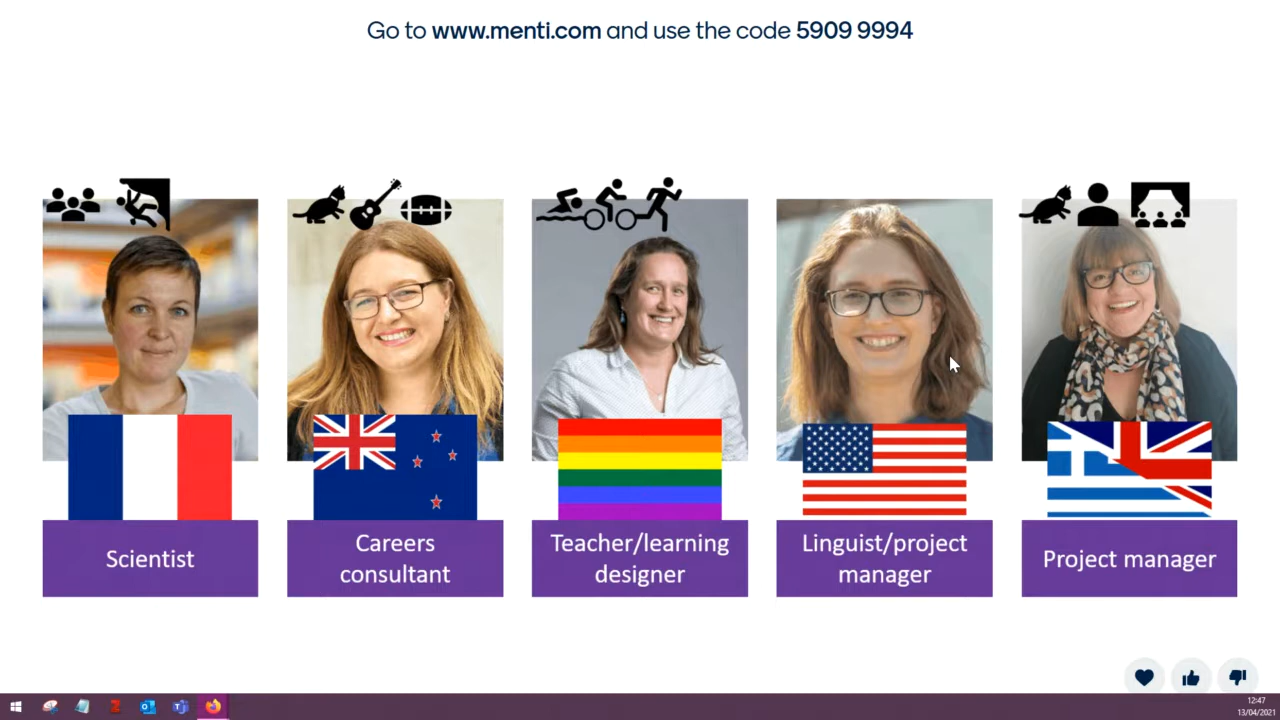 Go to www.menti.com and use the code 5909 9994
Scientist
Careers
consultant
Teacher/learning
designer
Linguist/project
manager
Project manager
12:47
13/04/2021